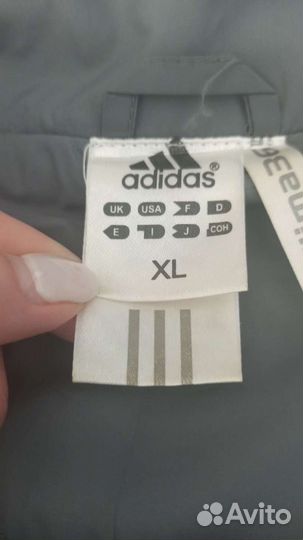 adidas®
UK USA F D
E I J COH
XL
Avito